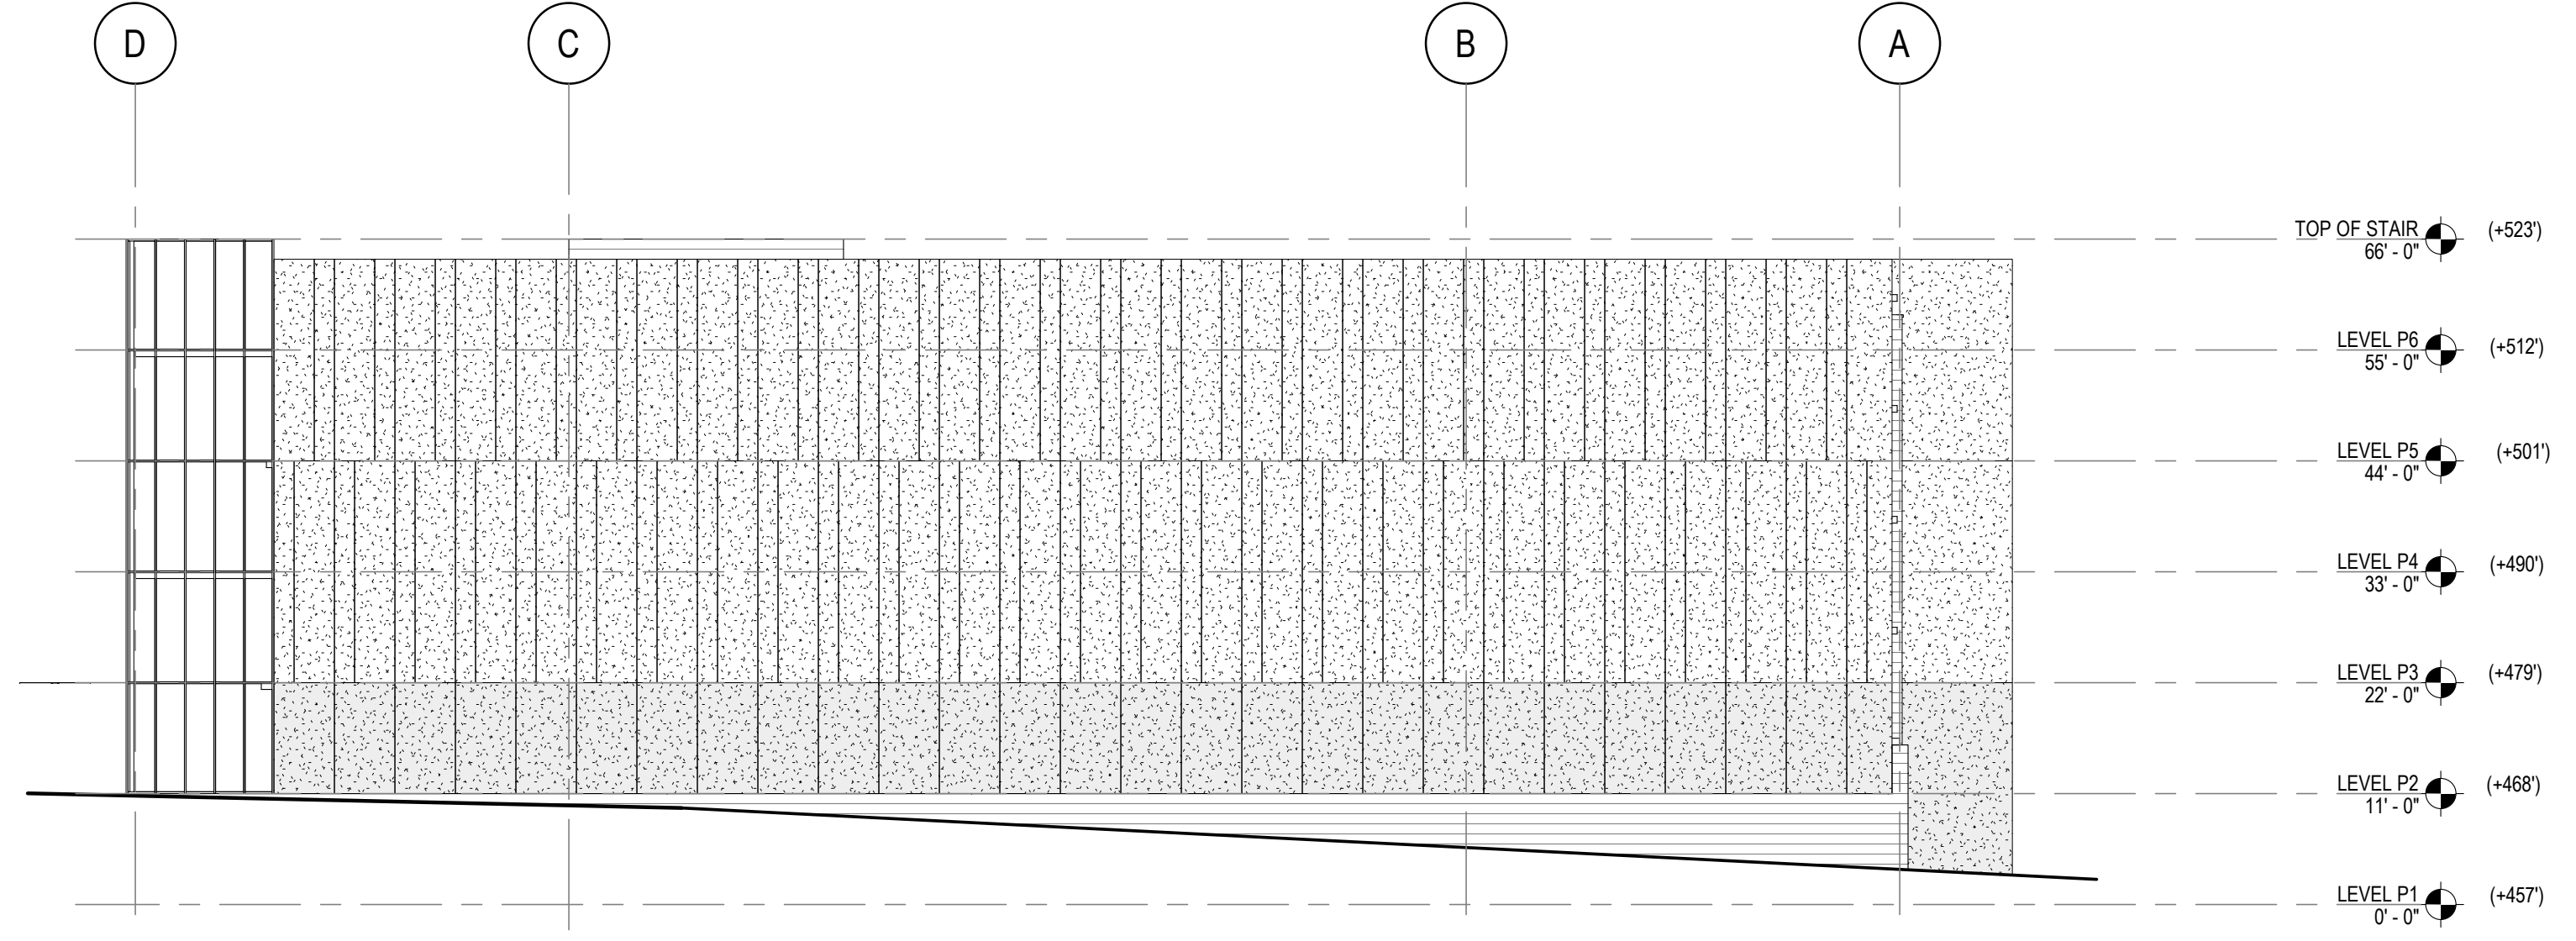 D C B A
TOP OF STAIR (+523')
66' - 0"
LEVEL P6 (+512')
55' - 0"
LEVEL P5 (+501')
44' - 0"
LEVEL P4 (+490')
33' - 0"
LEVEL P3 (+479')
22' - 0"
LEVEL P2 (+468')
11' - 0"
LEVEL P1 (+457')
0' - 0"